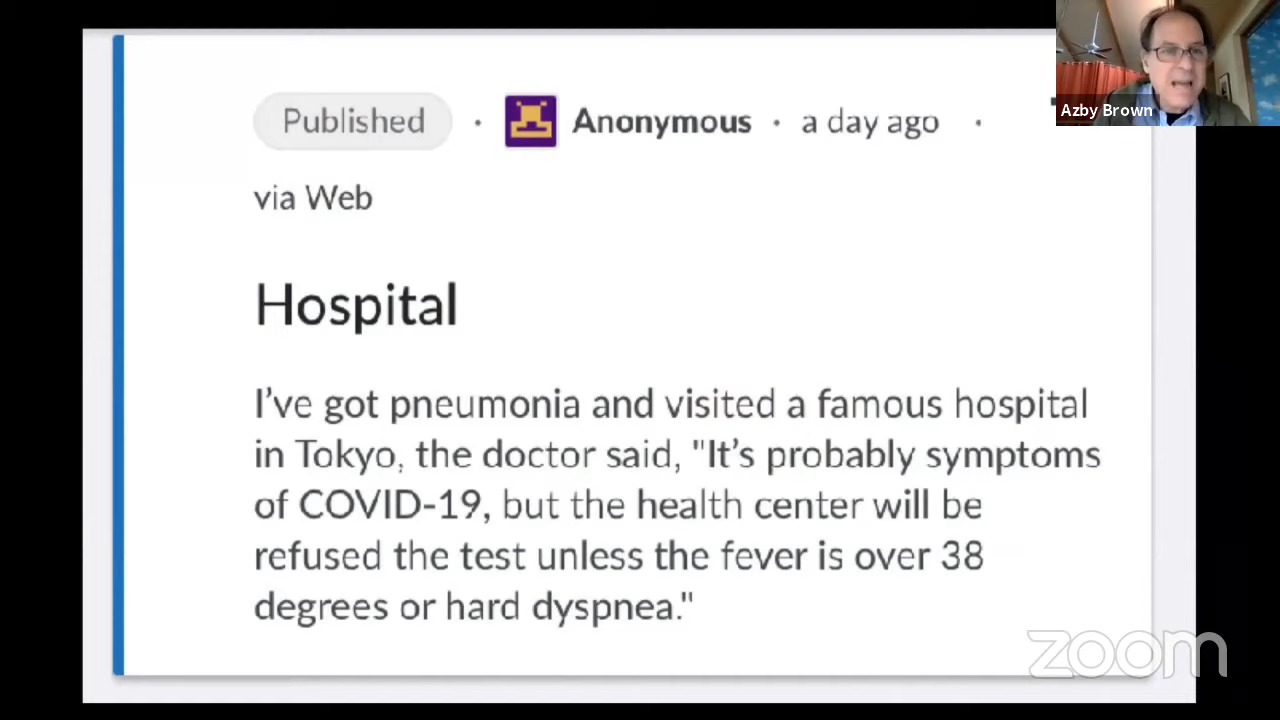 Published · Anonymous · a day ago ·
via Web
Hospital
I've got pneumonia and visited a famous hospital
in Tokyo, the doctor said, "It's probably symptoms
of COVID-19, but the health center will be
refused the test unless the fever is over 38
degrees or hard dyspnea."
Azby Brown
zoom